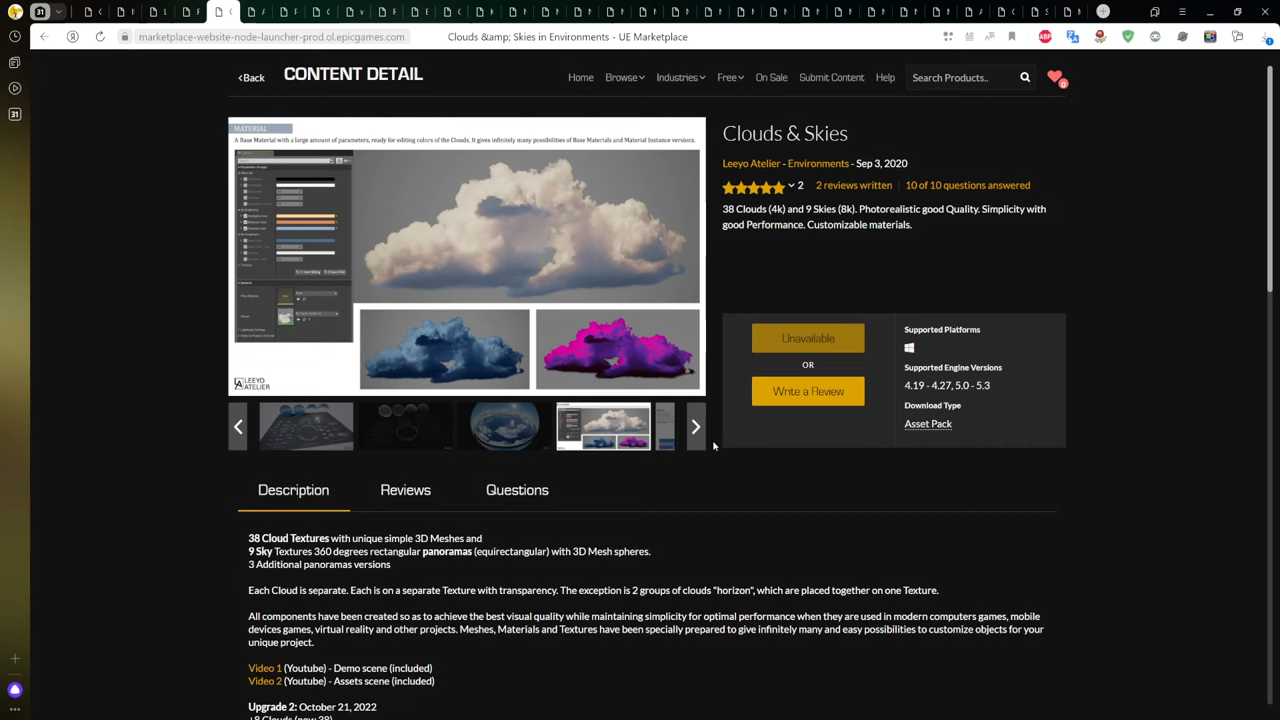 31
marketplace-website-node-launcher-prod.ol.epicgames.com
Clouds &amp; Skies in Environments - UE Marketplace
ABP
Back
CONTENT DETAIL
Home
Browse
Industries
Free
On Sale
Submit Content
Help
Search Products..
0
31
MATERIAL
A Base Material with a large amount of parameters, ready for editing colors of the Clouds. It gives infinitely many possibilities of Base Materials and Material Instance versions.
LEEYO
ATELIER
Clouds & Skies
Leeyo Atelier - Environments - Sep 3, 2020
2
2 reviews written | 10 of 10 questions answered
38 Clouds (4k) and 9 Skies (8k). Photorealistic good Quality. Simplicity with
good Performance. Customizable materials.
Unavailable
OR
Write a Review
Supported Platforms
Supported Engine Versions
4.19 - 4.27, 5.0 - 5.3
Download Type
Asset Pack
Description
Reviews
Questions
38 Cloud Textures with unique simple 3D Meshes and
9 Sky Textures 360 degrees rectangular panoramas (equirectangular) with 3D Mesh spheres.
3 Additional panoramas versions
Each Cloud is separate. Each is on a separate Texture with transparency. The exception is 2 groups of clouds "horizon", which are placed together on one Texture.
All components have been created so as to achieve the best visual quality while maintaining simplicity for optimal performance when they are used in modern computers games, mobile
devices games, virtual reality and other projects. Meshes, Materials and Textures have been specially prepared to give infinitely many and easy possibilities to customize objects for your
unique project.
Video 1 (Youtube) - Demo scene (included)
Video 2 (Youtube) - Assets scene (included)
Upgrade 2: October 21, 2022
+8 Clouds (now 38)